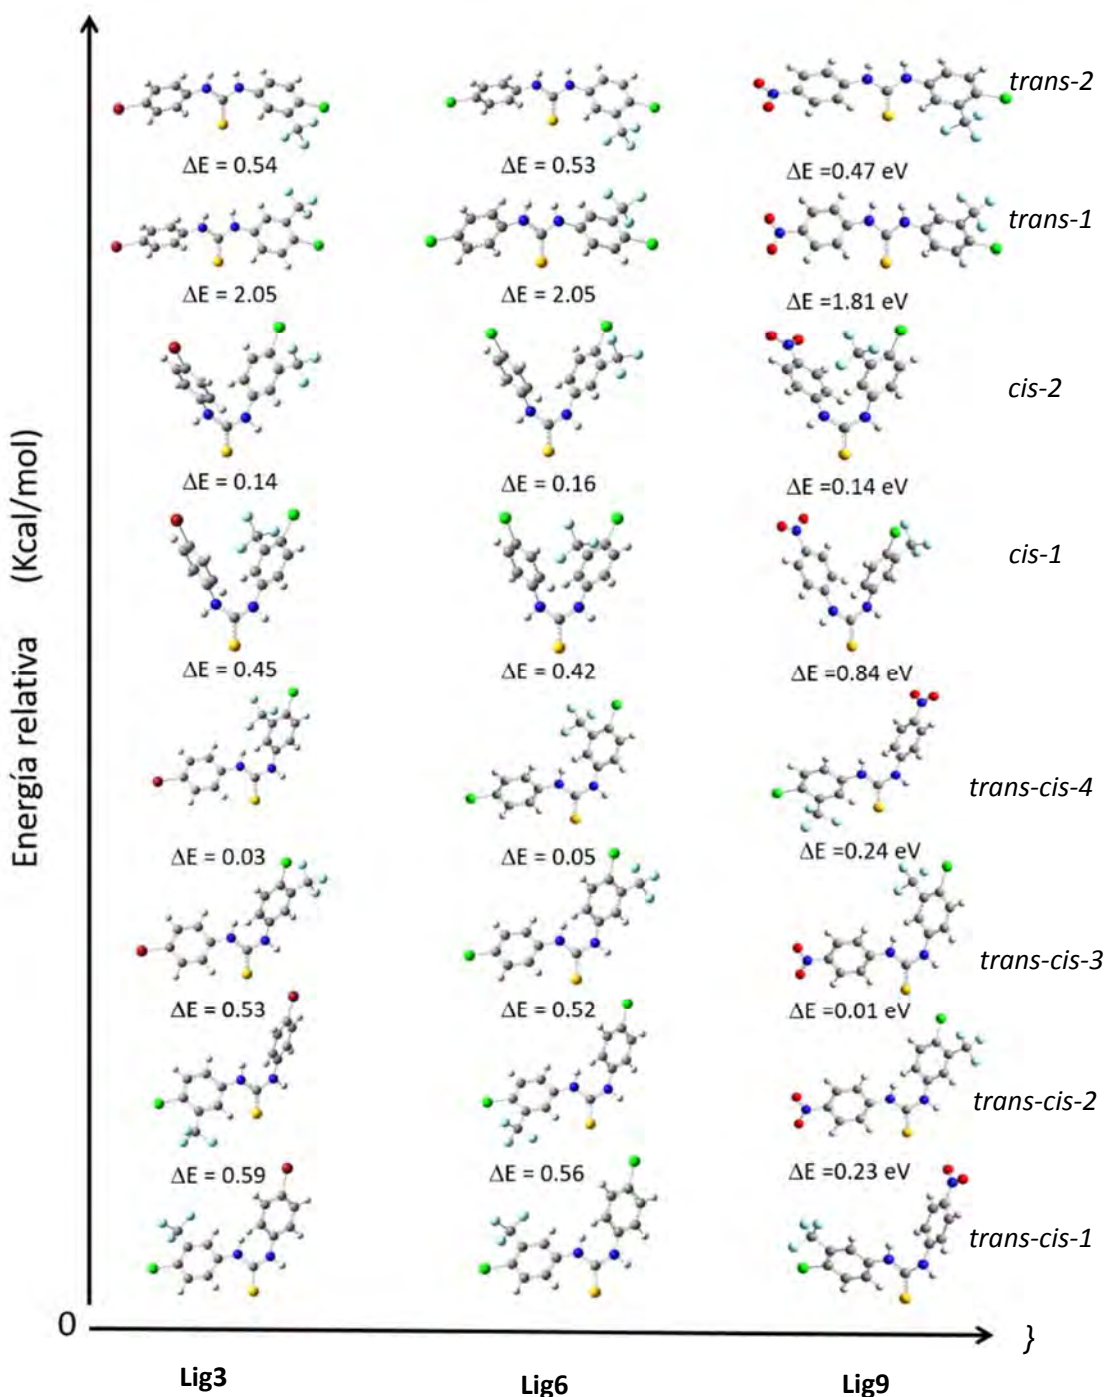 trans-2
ΔE = 0.54 ΔE = 0.53 ΔE = 0.47 eV
trans-1
ΔE = 2.05 ΔE = 2.05 ΔE =1.81 eV
cis-2
ΔE = 0.14 ΔE = 0.16 ΔE =0.14 eV
cis-1
ΔE = 0.45 ΔE = 0.42 ΔE =0.84 eV
trans-cis-4
ΔE = 0.03 ΔE = 0.05 ΔE =0.24 eV
trans-cis-3
ΔE = 0.53 ΔE = 0.52 ΔE =0.01 eV
trans-cis-2
ΔE = 0.59 ΔE = 0.56 ΔE =0.23 eV
trans-cis-1
Energía relativa (Kcal/mol)
0 }
Lig3 Lig6 Lig9